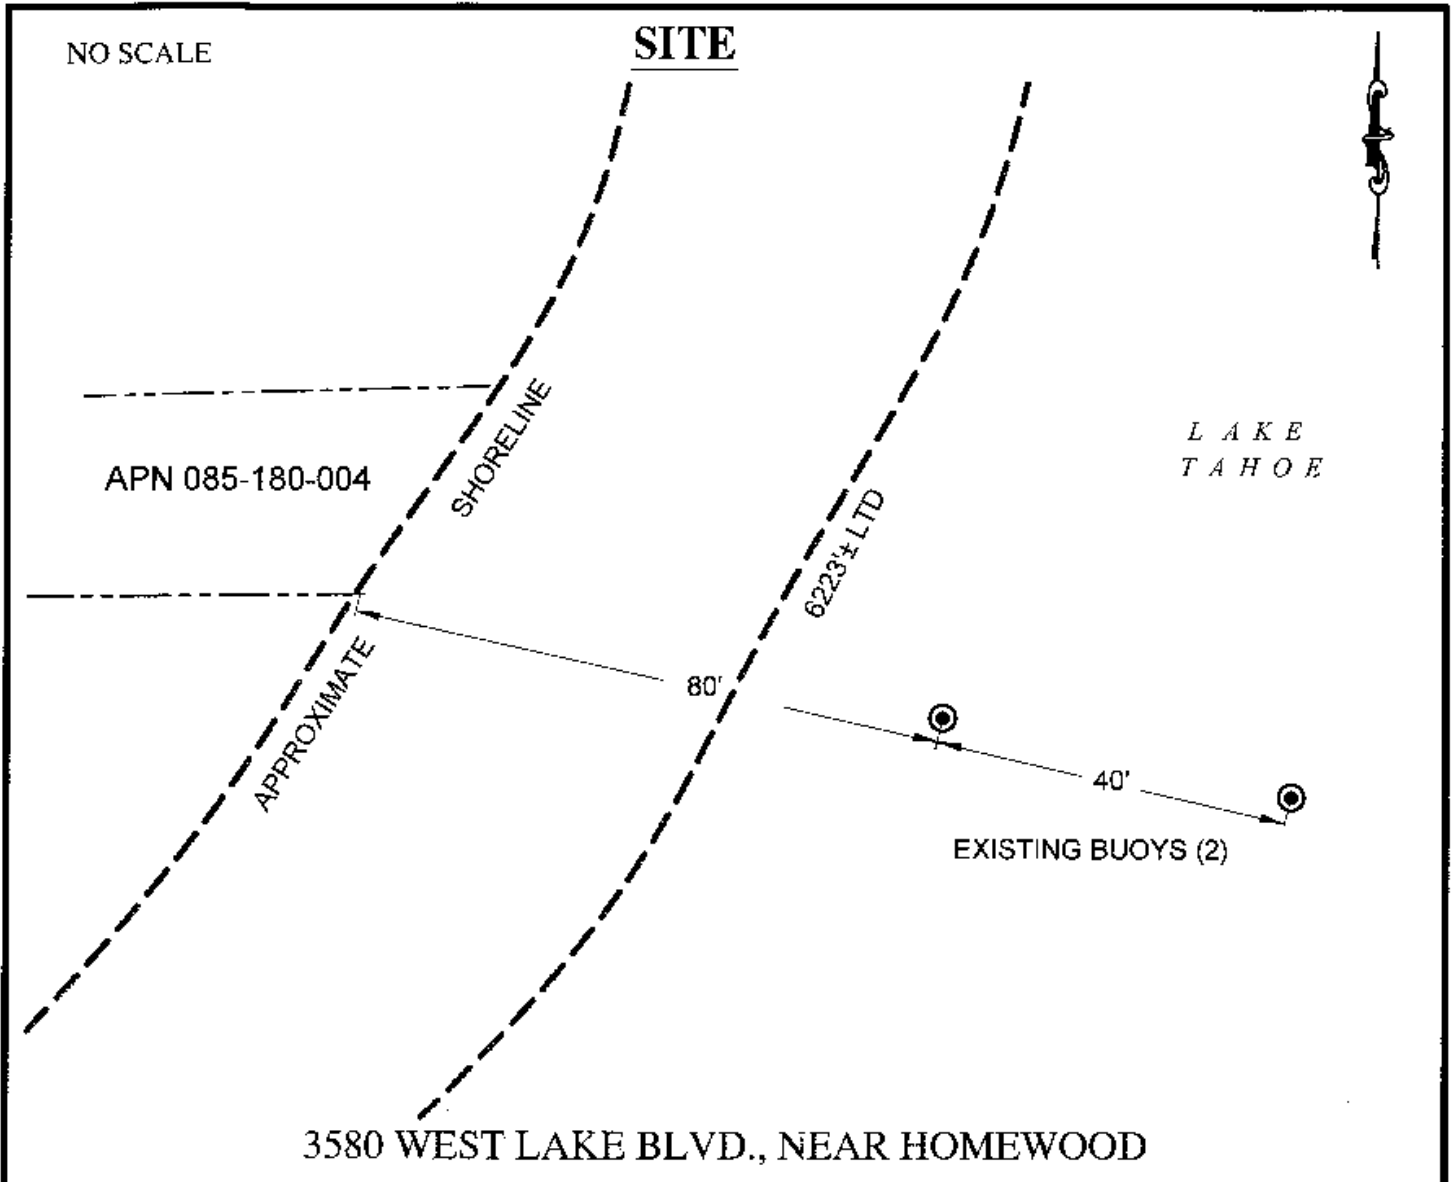 NO SCALE
SITE
LAKE
TAHOE
APN 085-180-004
SHORELINE
APPROXIMATE
6223'± LTD
80'
40'
EXISTING BUOYS (2)
3580 WEST LAKE BLVD., NEAR HOMEWOOD